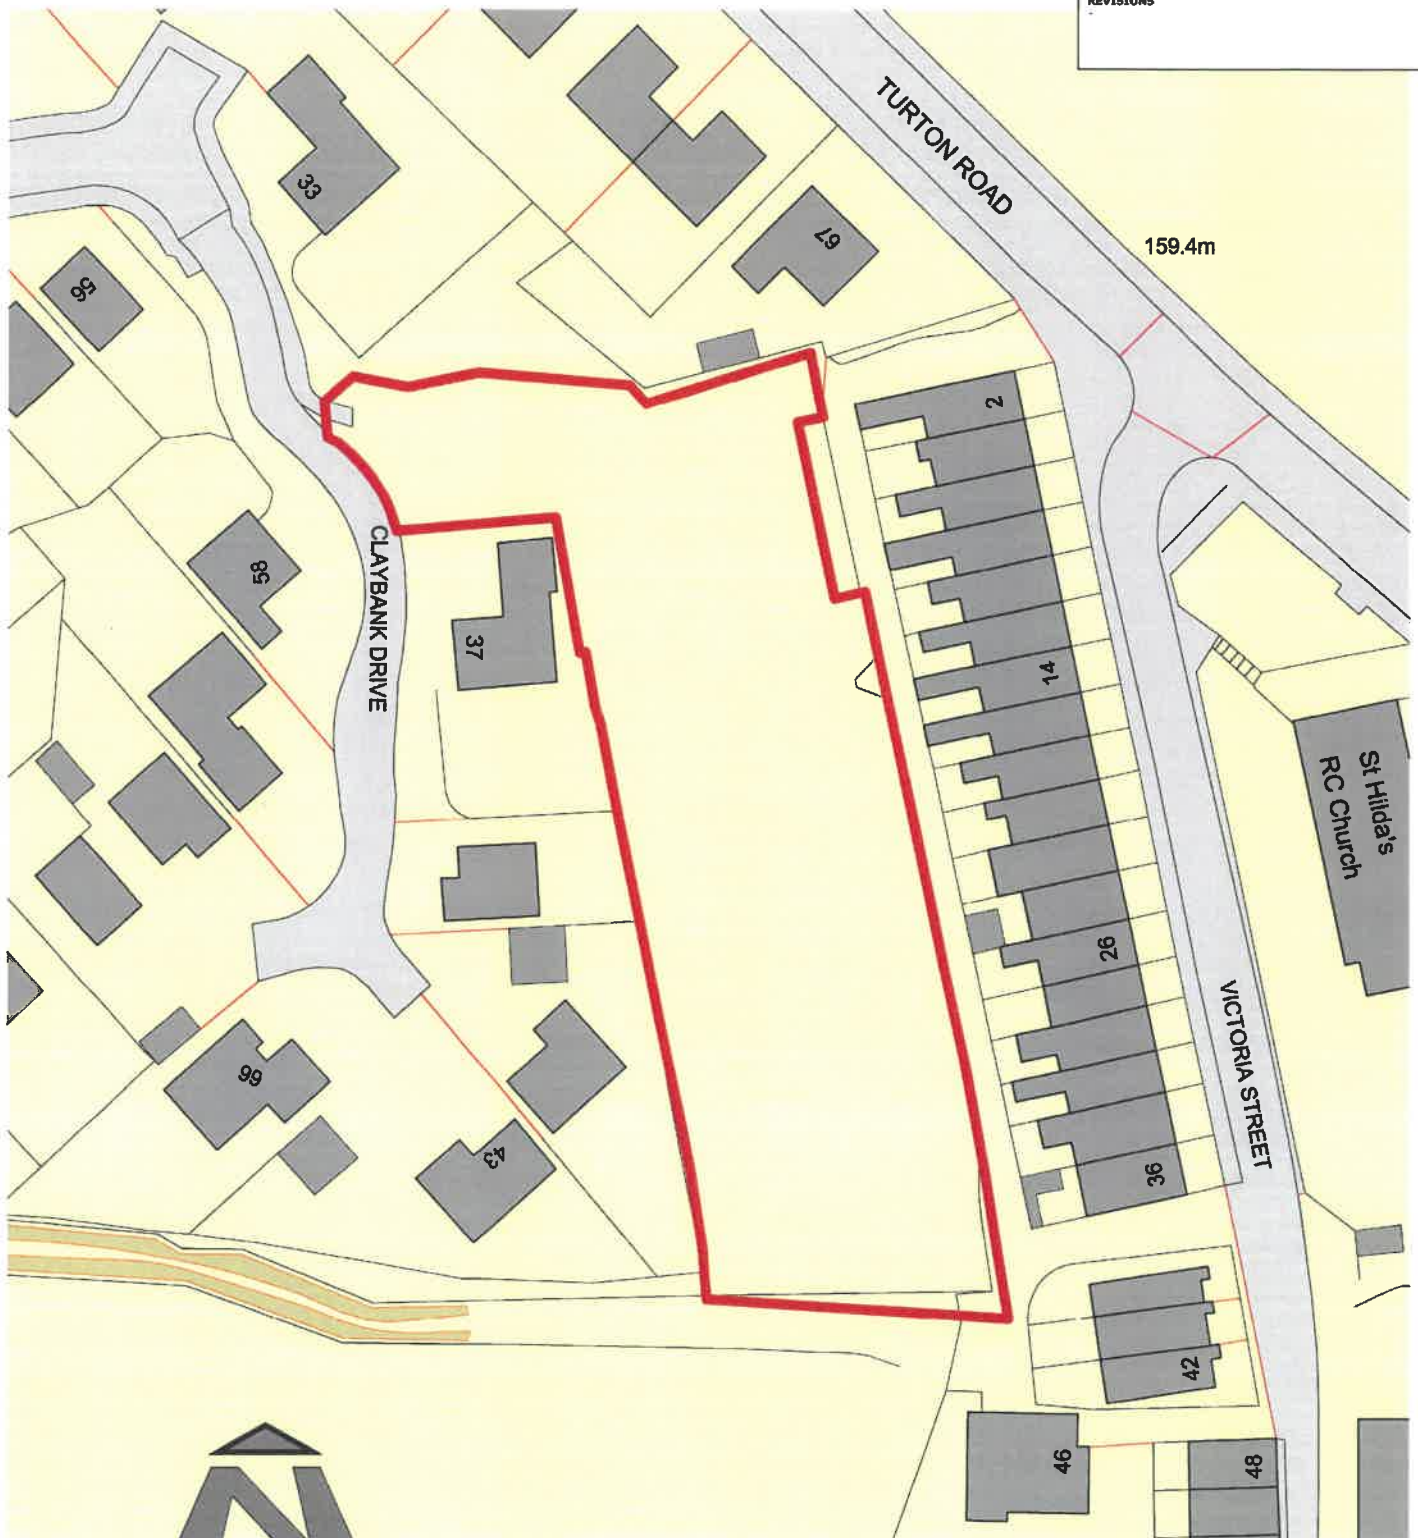 REVISIONS
-
TURTON ROAD
159.4m
33
67
56
2
58
CLAYBANK DRIVE
37
14
St Hilda's
RC Church
26
VICTORIA STREET
66
43
36
42
46
48
N